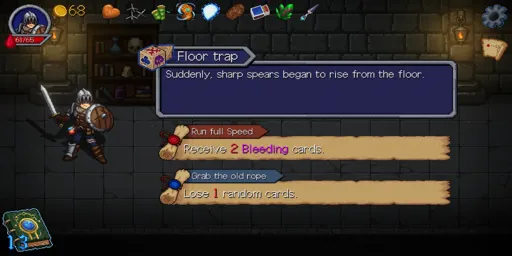 68
61/65
Floor trap
Suddenly, sharp spears began to rise from the floor.
Run full Speed
Receive 2 Bleeding cards.
Grab the old rope
Lose 1 random cards.
13